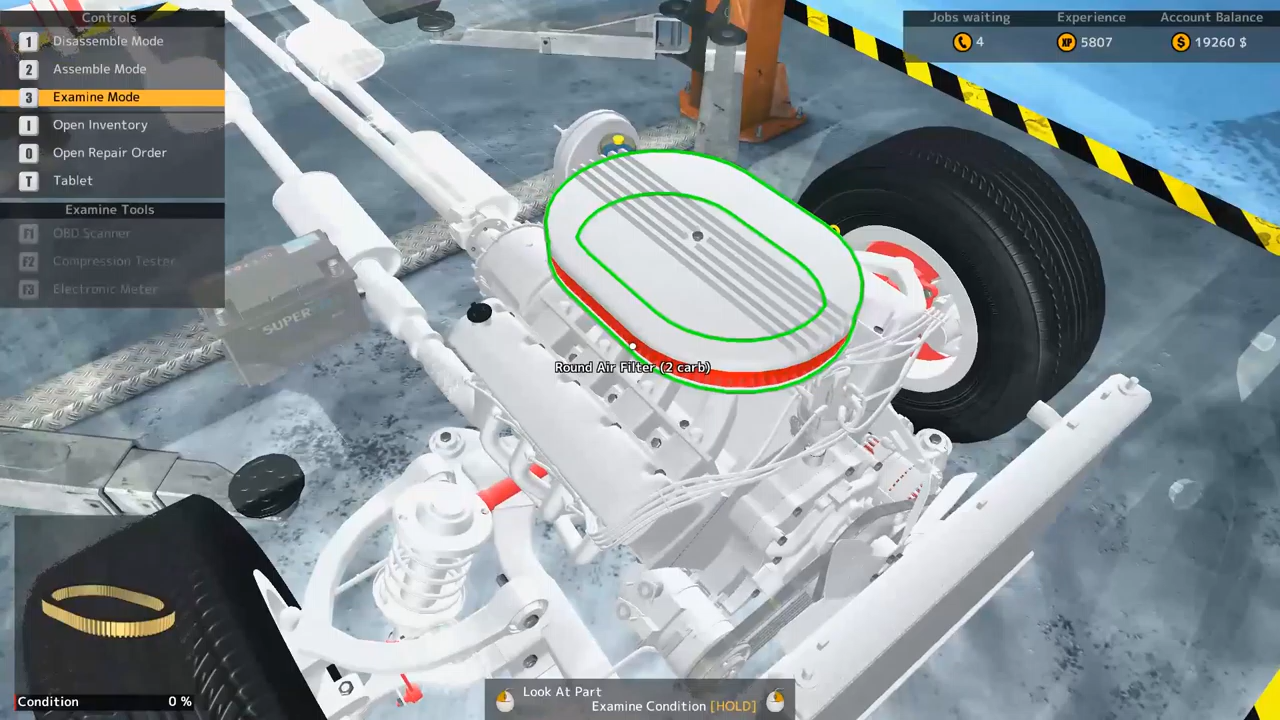 Controls
1 Disassemble Mode
2 Assemble Mode
3 Examine Mode
I Open Inventory
O Open Repair Order
T Tablet
Examine Tools
F1 OBD Scanner
F2 Compression Tester
F3 Electronic Meter
Jobs waiting Experience Account Balance
4 XP 5807 $ 19260 $
SUPER
Round Air Filter (2 carb)
Condition 0 %
Look At Part
Examine Condition [HOLD]